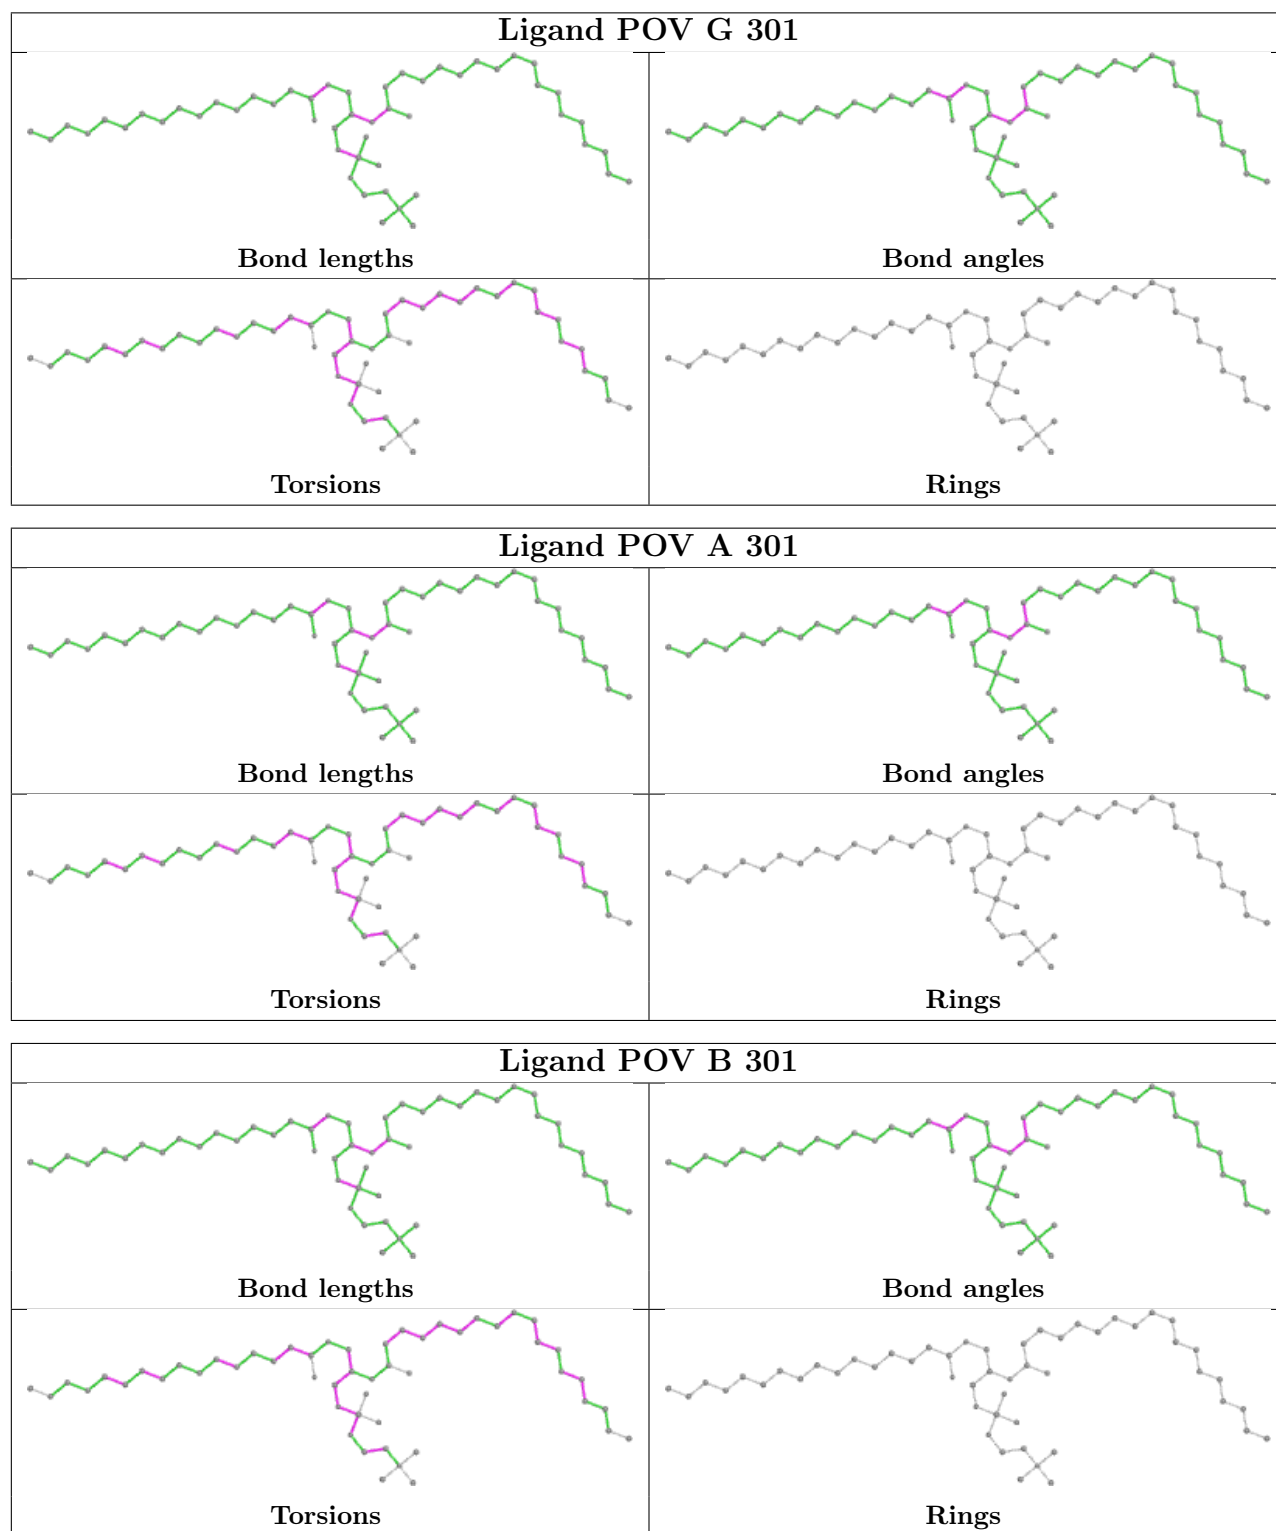 Ligand POV G 301
Bond lengths
Bond angles
Torsions
Rings
Ligand POV A 301
Bond lengths
Bond angles
Torsions
Rings
Ligand POV B 301
Bond lengths
Bond angles
Torsions
Rings